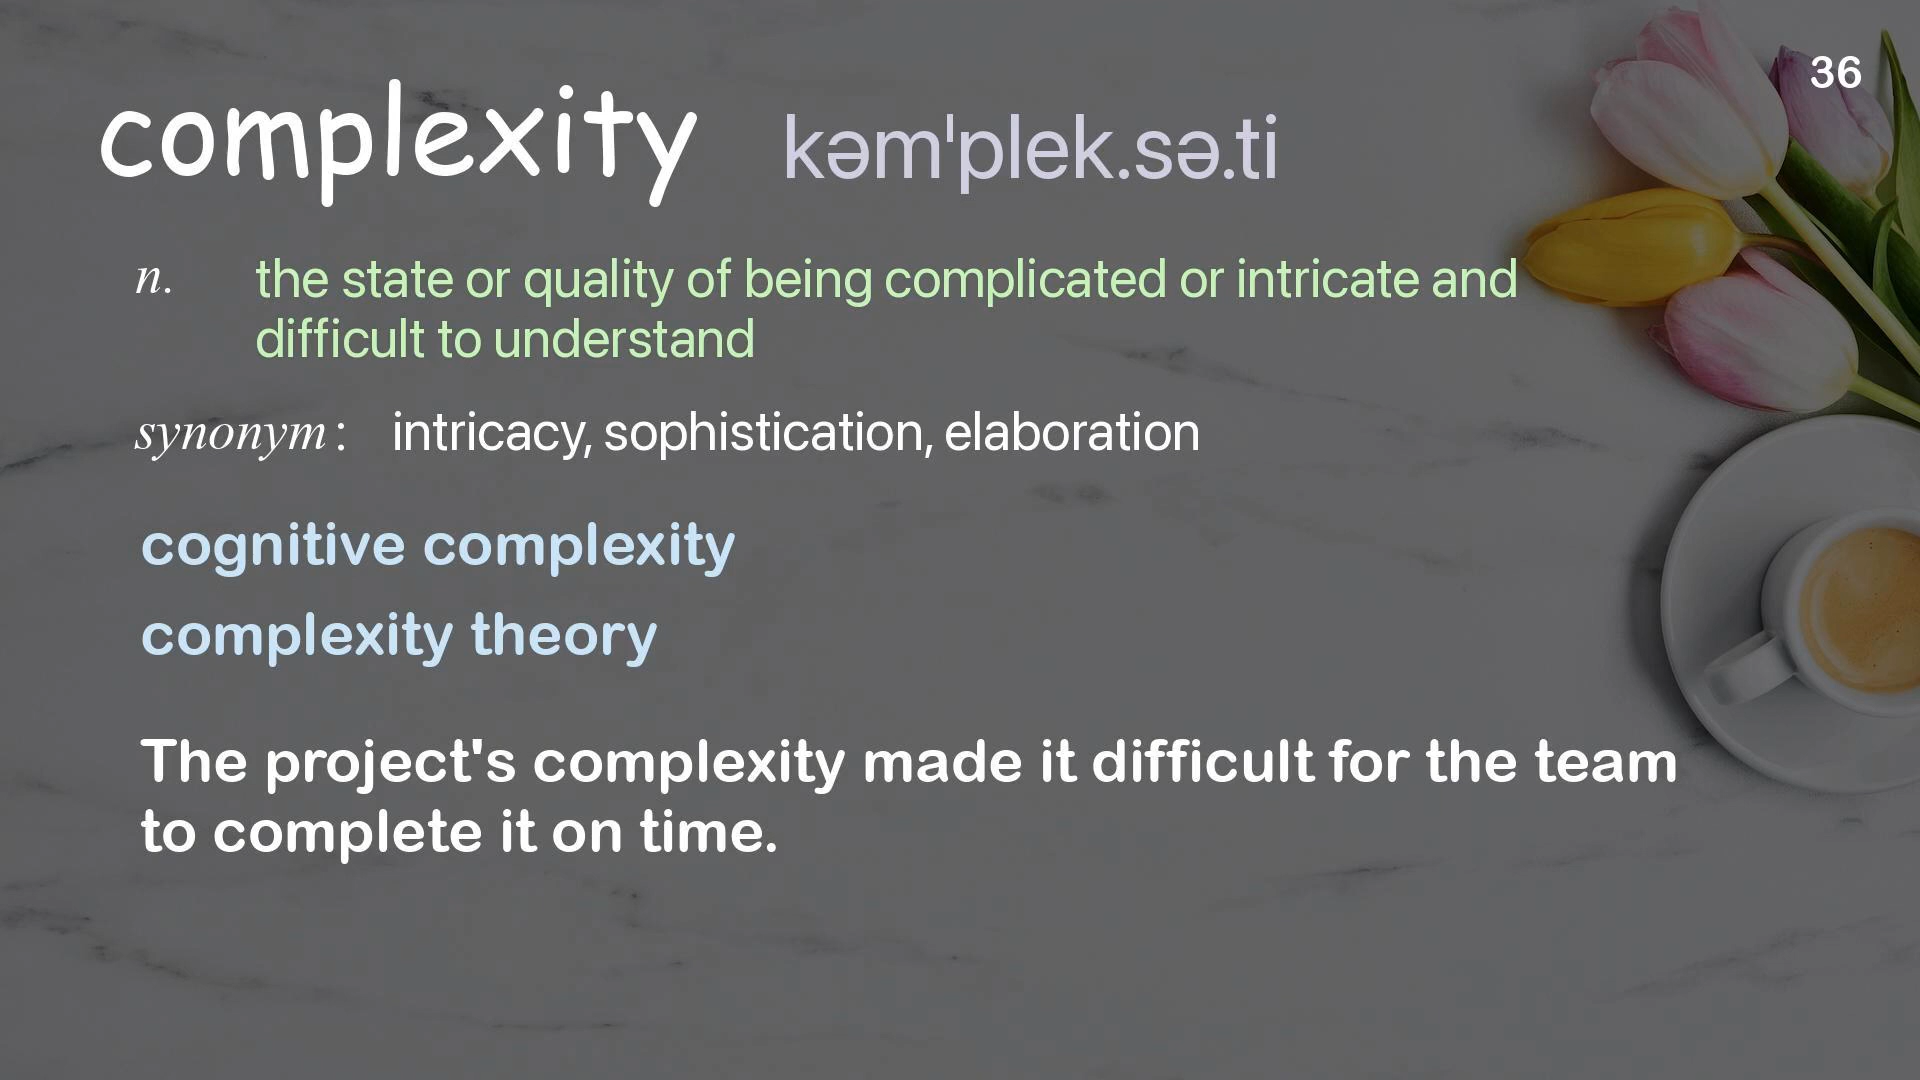 36
complexity kəm'plek.sə.ti
n. the state or quality of being complicated or intricate and
difficult to understand
synonym: intricacy, sophistication, elaboration
cognitive complexity
complexity theory
The project's complexity made it difficult for the team
to complete it on time.